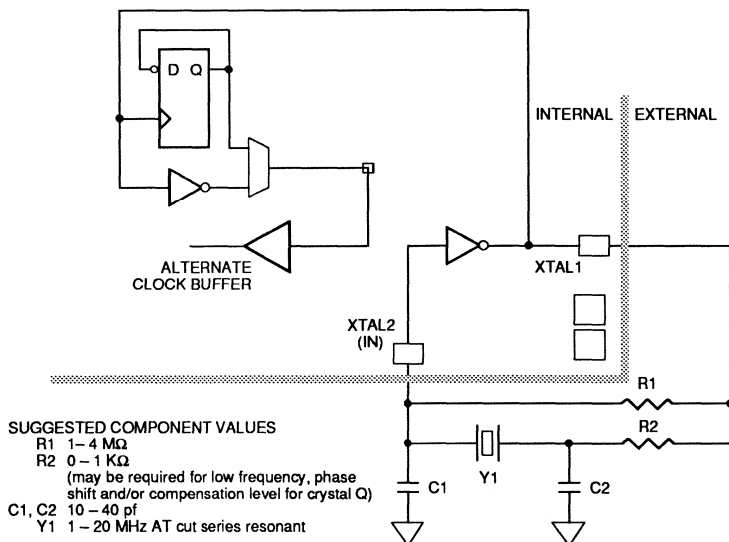 D Q
INTERNAL
EXTERNAL
ALTERNATE
CLOCK BUFFER
XTAL1
XTAL2
(IN)
R1
R2
C1
Y1
C2
SUGGESTED COMPONENT VALUES
R1 1–4 MΩ
R2 0–1 KΩ
(may be required for low frequency, phase
shift and/or compensation level for crystal Q)
C1, C2 10–40 pf
Y1 1–20 MHz AT cut series resonant